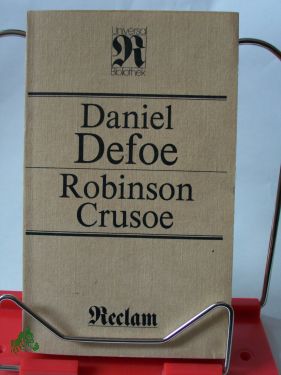 Universal
Bibliothek
Daniel
Defoe
Robinson
Crusoe
Reclam